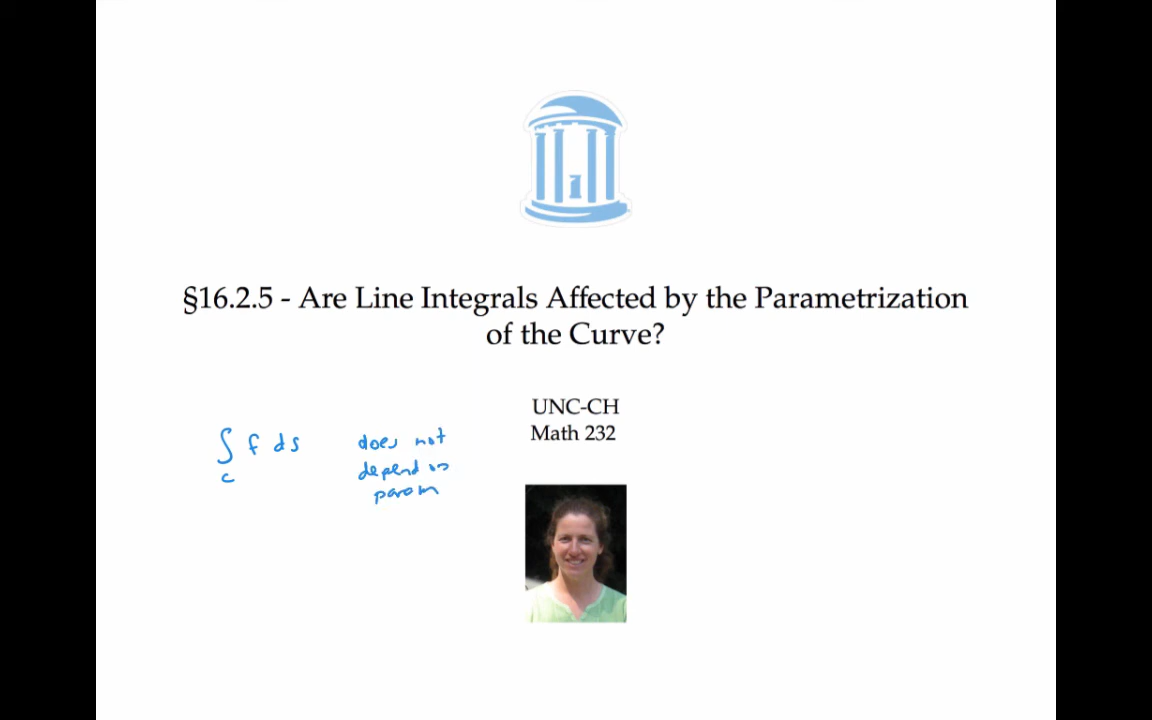 §16.2.5 - Are Line Integrals Affected by the Parametrization
of the Curve?
UNC-CH
Math 232
∫ f ds
c
does not
depend on
param